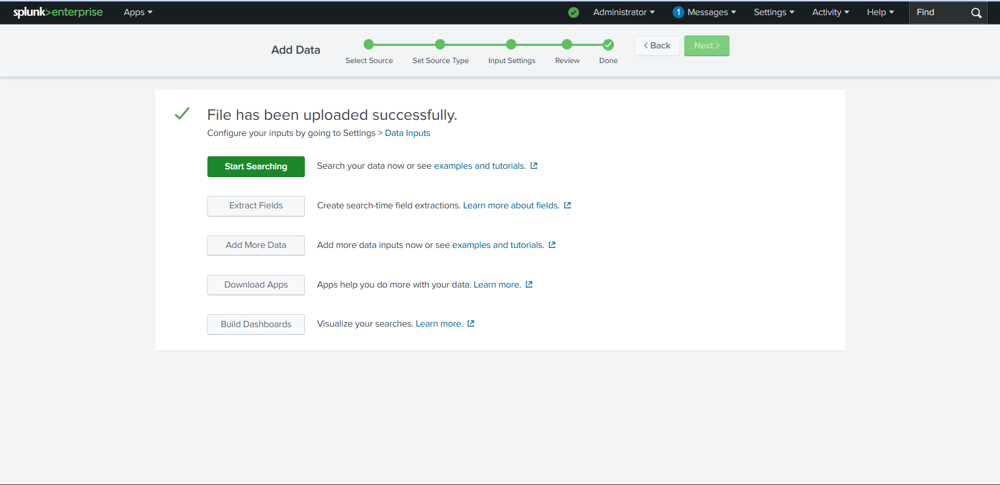 splunk>enterprise Apps Administrator 1 Messages Settings Activity Help Find
Add Data
Select Source Set Source Type Input Settings Review Done
< Back Next >
File has been uploaded successfully.
Configure your inputs by going to Settings > Data Inputs
Start Searching Search your data now or see examples and tutorials.
Extract Fields Create search-time field extractions. Learn more about fields.
Add More Data Add more data inputs now or see examples and tutorials.
Download Apps Apps help you do more with your data. Learn more.
Build Dashboards Visualize your searches. Learn more.